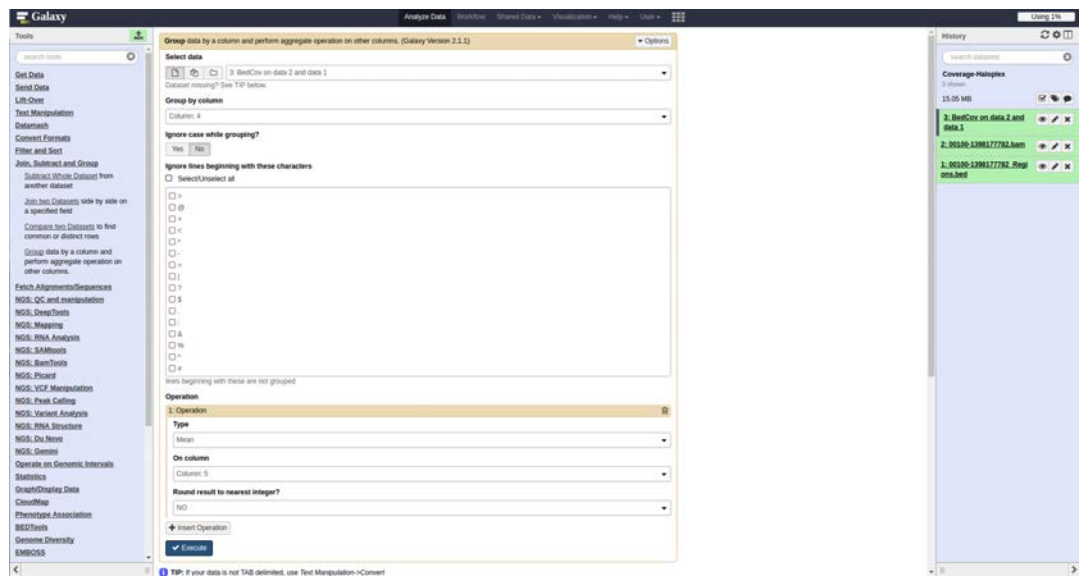 Galaxy
Analyze Data Workflow Shared Data Visualization Help User
Using 1%
Tools
search tools
Get Data
Send Data
Lift-Over
Text Manipulation
Datamash
Convert Formats
Filter and Sort
Join, Subtract and Group
Subtract Whole Dataset from
another dataset
Join two Datasets side by side on
a specified field
Compare two Datasets to find
common or distinct rows
Group data by a column and
perform aggregate operation on
other columns.
Fetch Alignments/Sequences
NGS: QC and manipulation
NGS: DeepTools
NGS: Mapping
NGS: RNA Analysis
NGS: SAMtools
NGS: BamTools
NGS: Picard
NGS: VCF Manipulation
NGS: Peak Calling
NGS: Variant Analysis
NGS: RNA Structure
NGS: Du Novo
NGS: Gemini
Operate on Genomic Intervals
Statistics
Graph/Display Data
CloudMap
Phenotype Association
BEDTools
Genome Diversity
EMBOSS
Group data by a column and perform aggregate operation on other columns. (Galaxy Version 2.1.1)
Options
Select data
3: BedCov on data 2 and data 1
Dataset missing? See TIP below.
Group by column
Column: 4
Ignore case while grouping?
Yes No
Ignore lines beginning with these characters
Select/Unselect all
>
@
+
<
*
-
=
|
?
$
.
:
&
%
^
#
lines beginning with these are not grouped
Operation
1: Operation
Type
Mean
On column
Column: 5
Round result to nearest integer?
NO
Insert Operation
Execute
TIP: If your data is not TAB delimited, use Text Manipulation->Convert
History
search datasets
Coverage-Haloplex
3 shown
15.05 MB
3: BedCov on data 2 and
data 1
2: 00100-1398177782.bam
1: 00100-1398177782_Regi
ons.bed